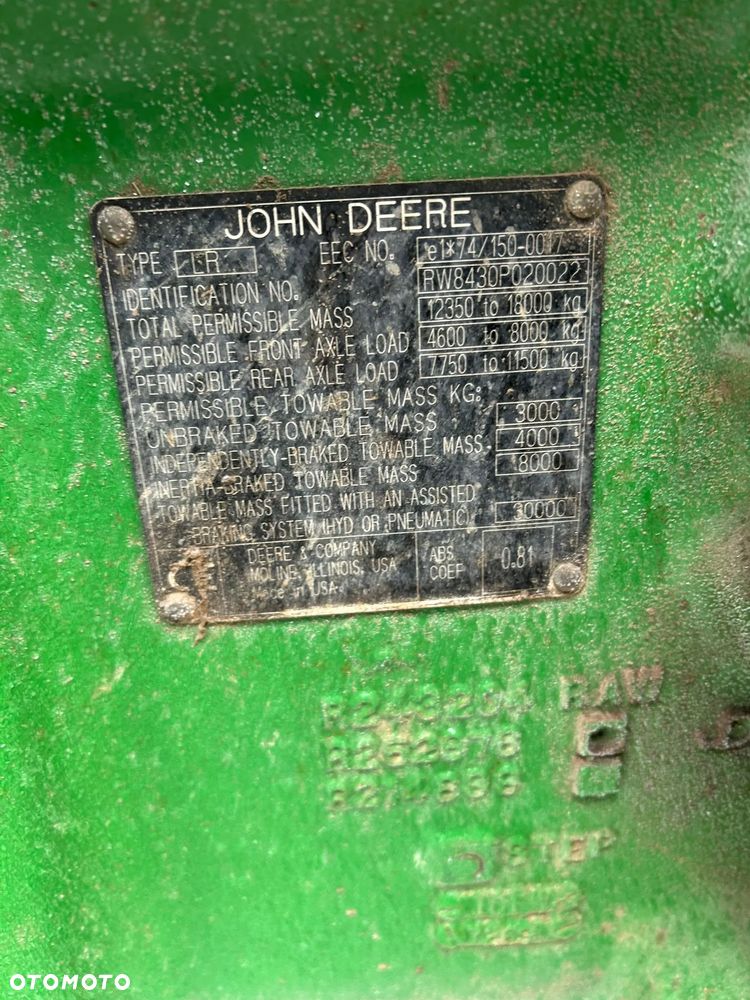 JOHN DEERE
TYPE LR EEC NO. e1*74/150-0017
IDENTIFICATION NO. RW8430P020022
TOTAL PERMISSIBLE MASS 12350 to 18000 kg
PERMISSIBLE FRONT AXLE LOAD 4600 to 8000 kg
PERMISSIBLE REAR AXLE LOAD 7750 to 11500 kg
PERMISSIBLE TOWABLE MASS KG:
UNBRAKED TOWABLE MASS 3000
INDEPENDENTLY-BRAKED TOWABLE MASS 4000
INERTIA-BRAKED TOWABLE MASS 8000
TOWABLE MASS FITTED WITH AN ASSISTED
BRAKING SYSTEM (HYD OR PNEUMATIC) 30000
DEERE & COMPANY
MOLINE, ILLINOIS, USA
Made in USA
ABS
COEF
0.81
RAW
OTOMOTO